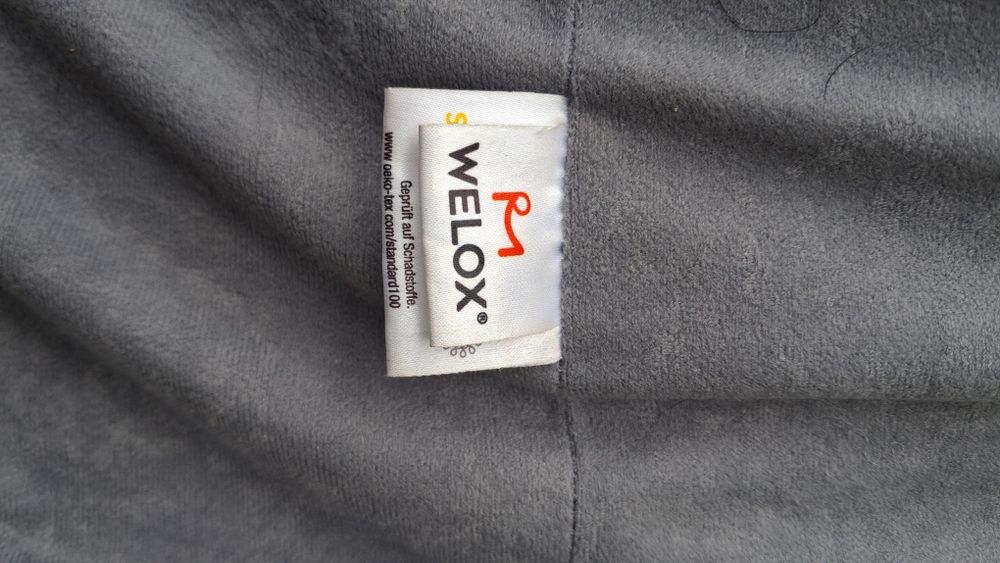 WELOX®
Geprüft auf Schadstoffe.
www.oeko-tex.com/standard100